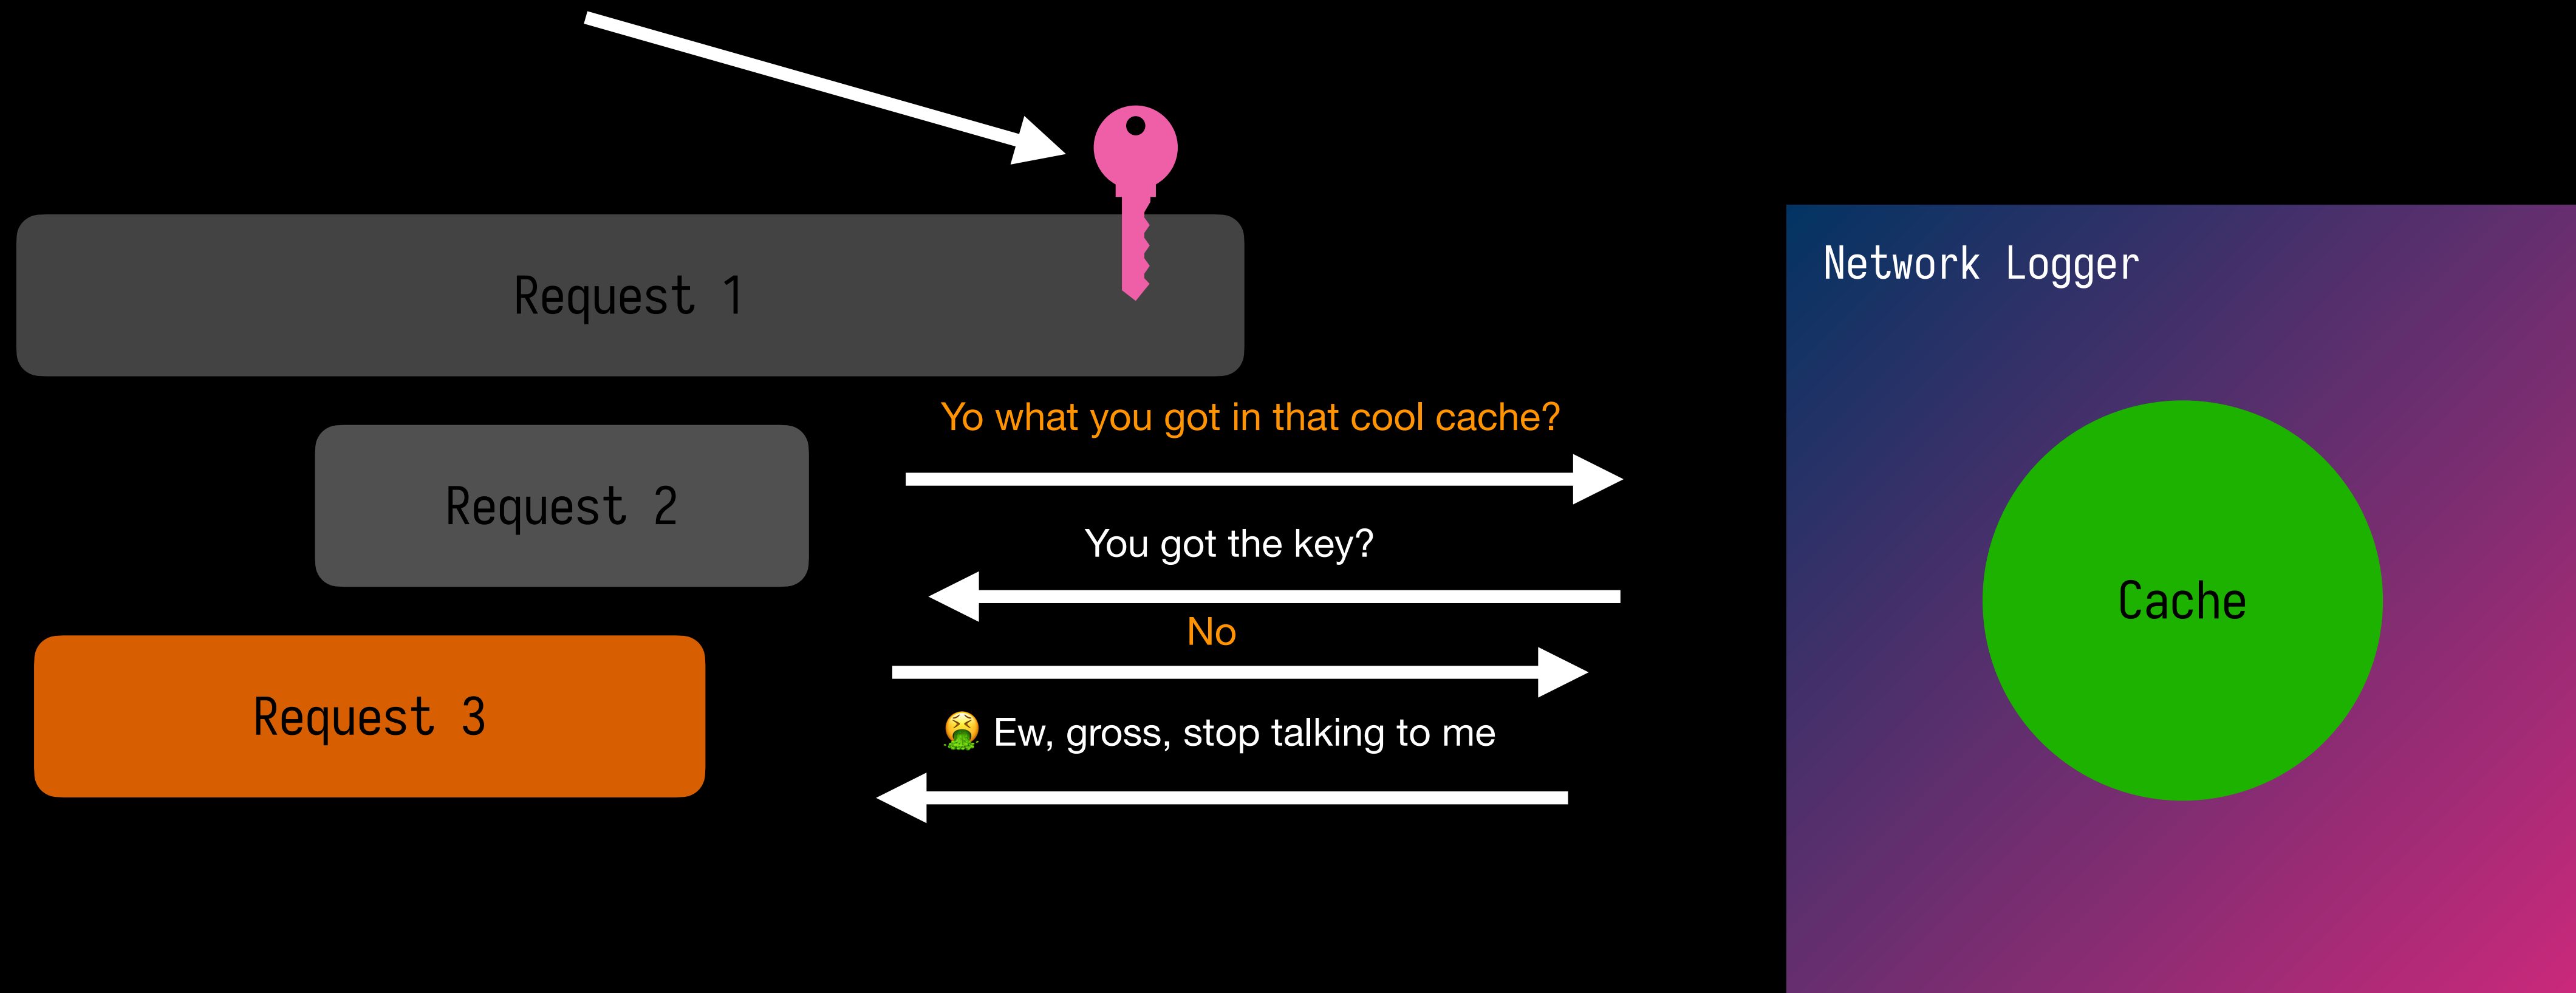 Network Logger
Request 1
Yo what you got in that cool cache?
Request 2
You got the key?
Cache
No
Request 3
🤮 Ew, gross, stop talking to me